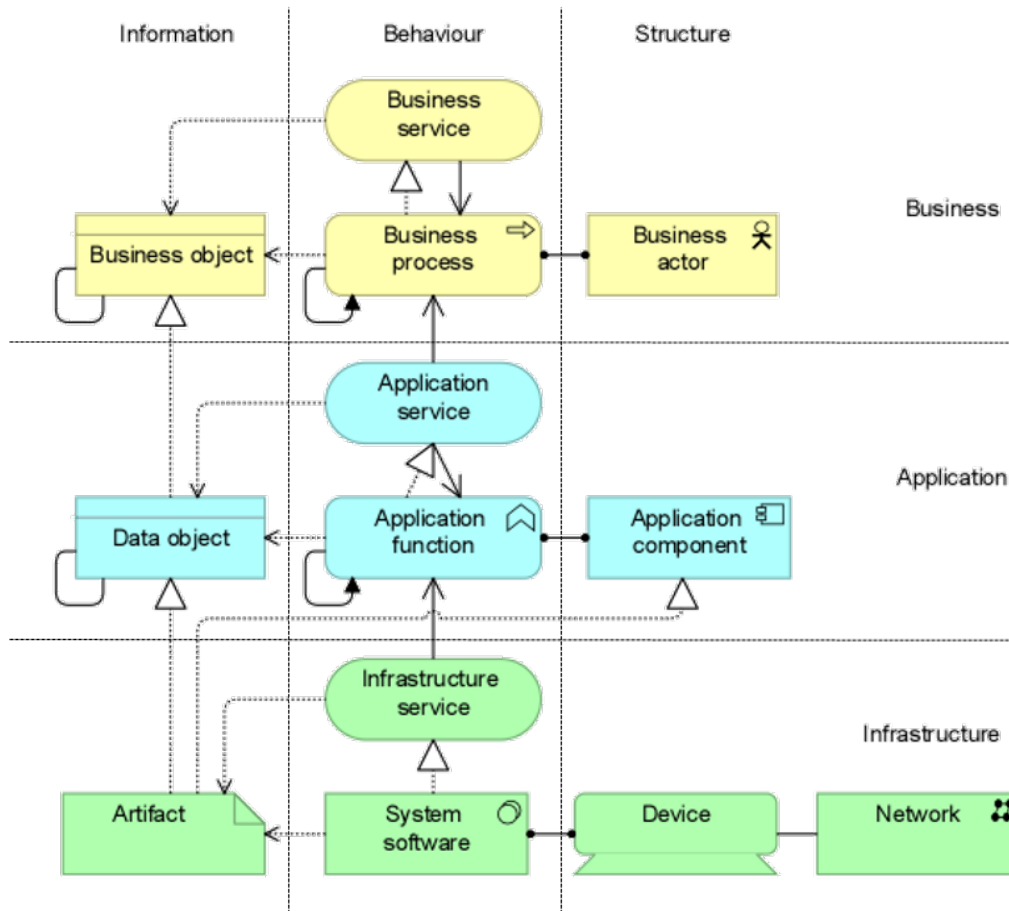 Information
Behaviour
Structure
Business
service
Business
Business object
Business
process
Business
actor
Application
service
Application
Data object
Application
function
Application
component
Infrastructure
service
Infrastructure
Artifact
System
software
Device
Network